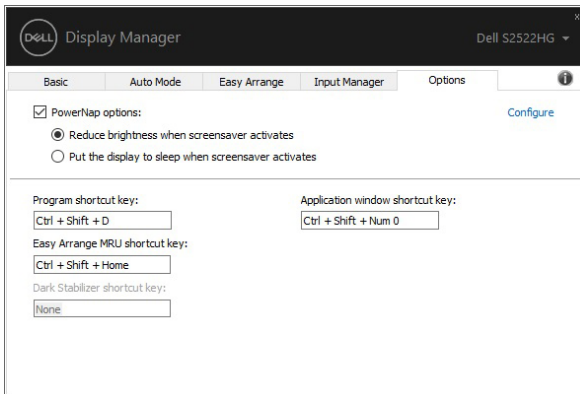 DELL Display Manager
Dell S2522HG
Basic Auto Mode Easy Arrange Input Manager Options
PowerNap options:
Configure
Reduce brightness when screensaver activates
Put the display to sleep when screensaver activates
Program shortcut key:
Application window shortcut key:
Ctrl + Shift + D
Ctrl + Shift + Num 0
Easy Arrange MRU shortcut key:
Ctrl + Shift + Home
Dark Stabilizer shortcut key:
None